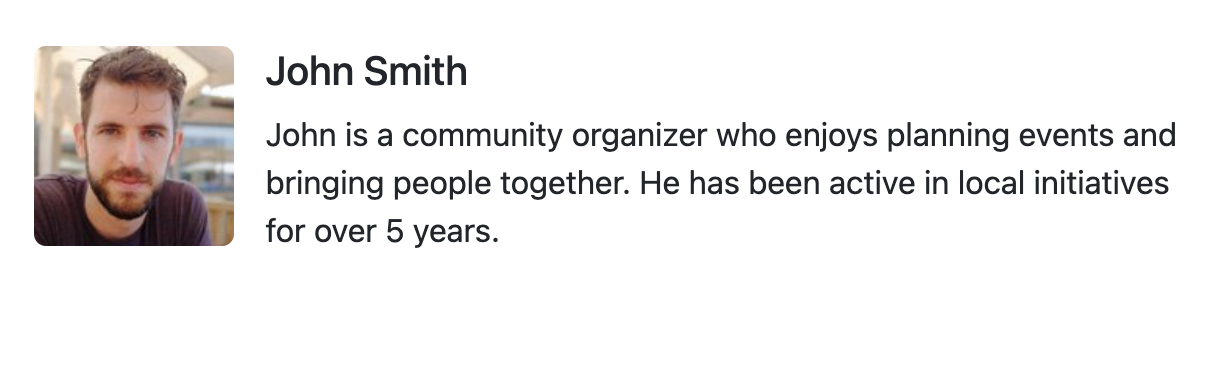 John Smith
John is a community organizer who enjoys planning events and
bringing people together. He has been active in local initiatives
for over 5 years.